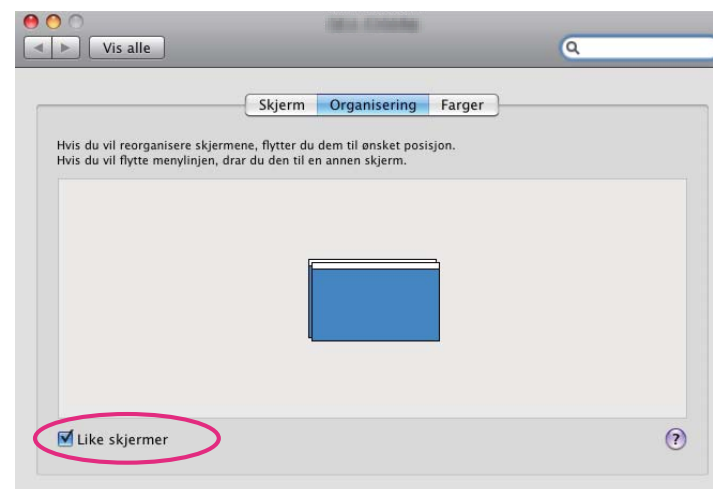 Vis alle
Skjerm Organisering Farger
Hvis du vil reorganisere skjermene, flytter du dem til ønsket posisjon.
Hvis du vil flytte menylinjen, drar du den til en annen skjerm.
Like skjermer ?